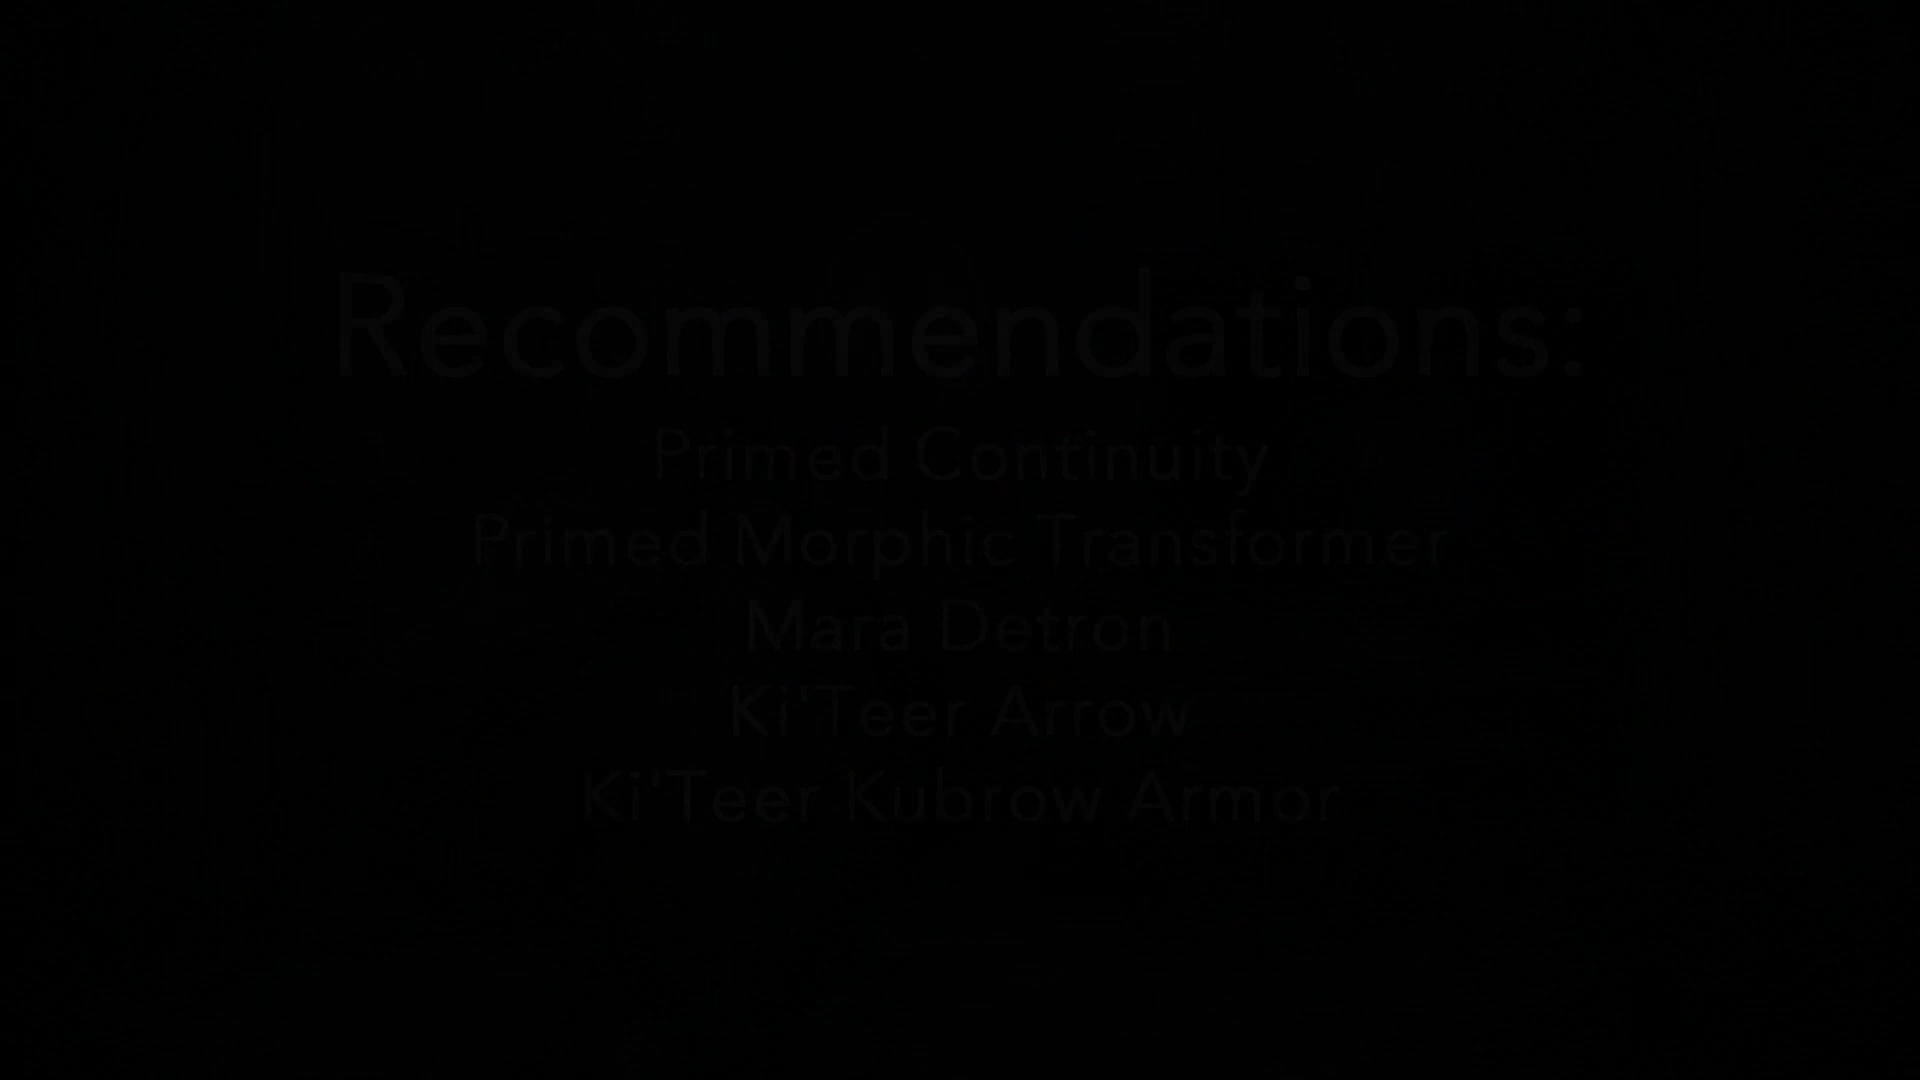 Recommendations:
Primed Continuity
Primed Morphic Transformer
Mara Detron
Ki'Teer Arrow
Ki'Teer Kubrow Armor